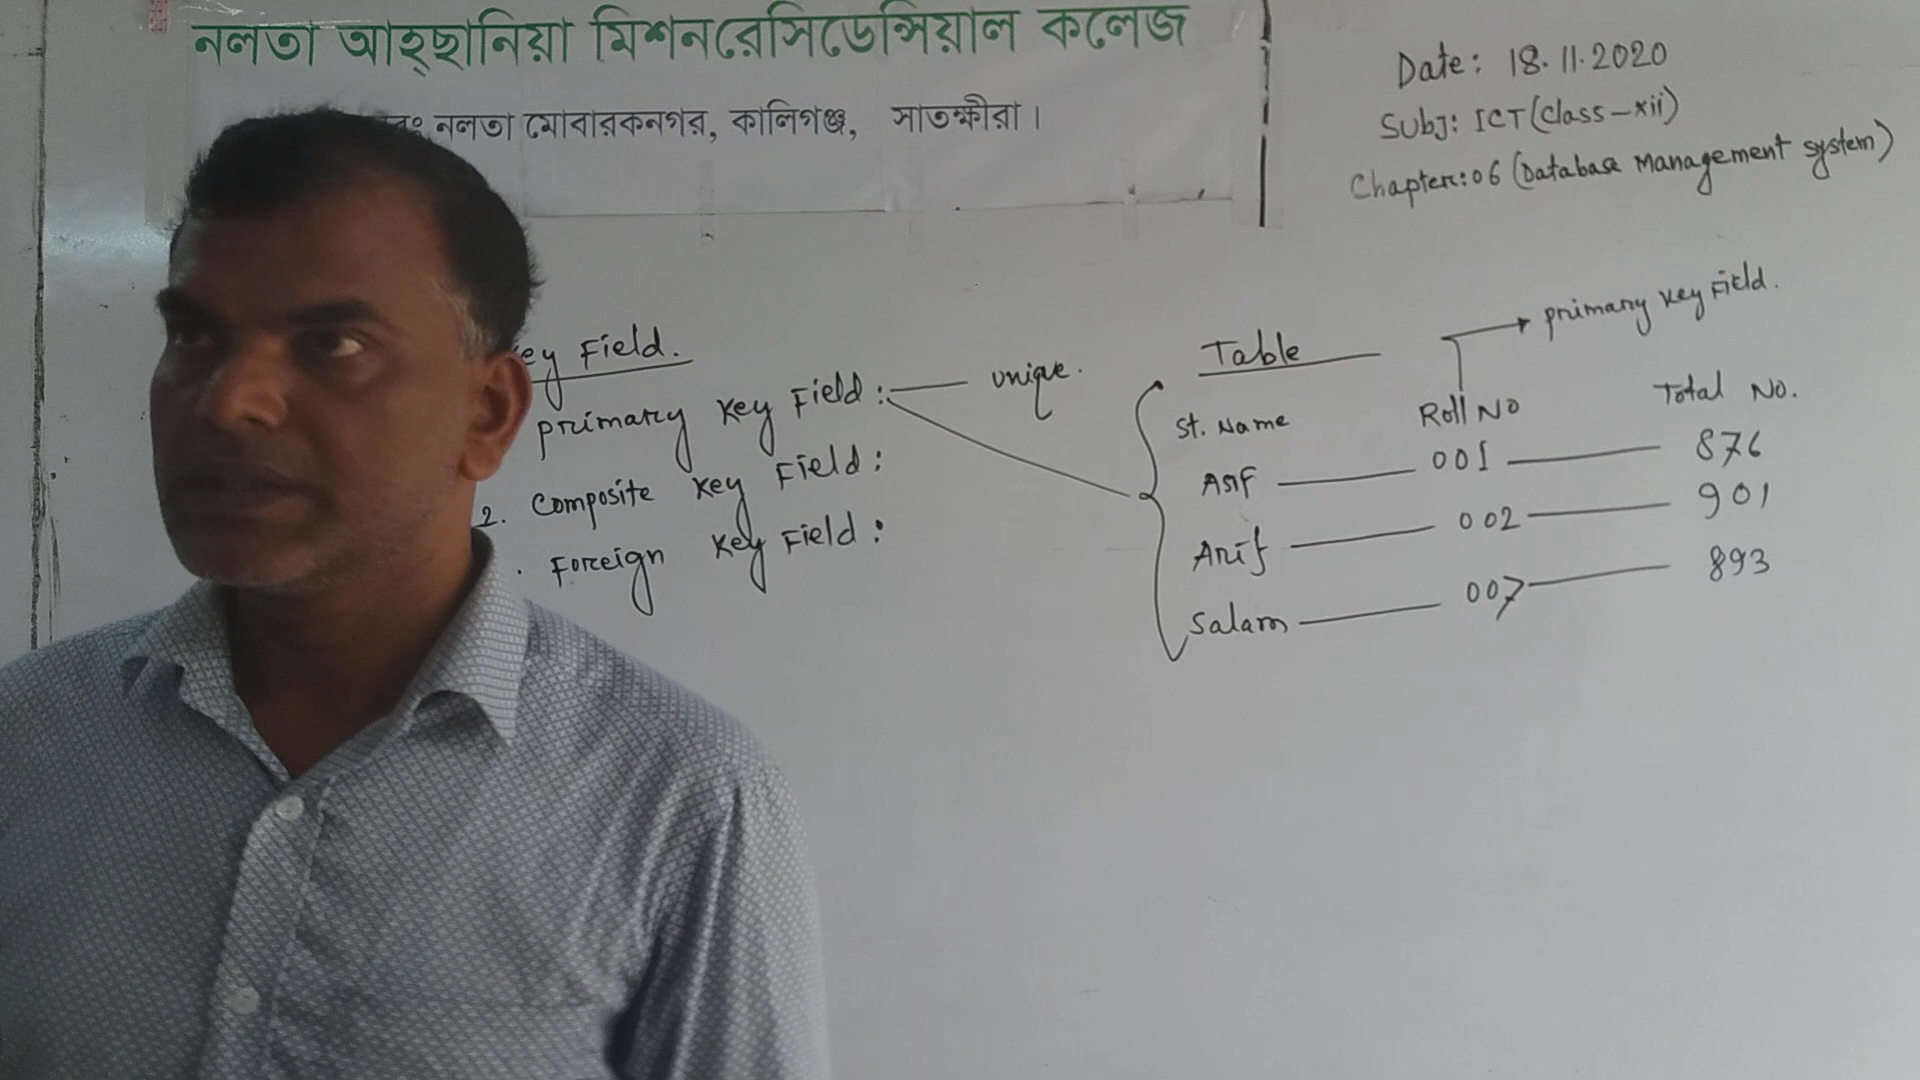 নলতা আহ্ছানিয়া মিশনরেসিডেন্সিয়াল কলেজ
নলতা মোবারকনগর, কালিগঞ্জ, সাতক্ষীরা।
Date: 18.11.2020
Subj: ICT (Class-xii)
Chapter: 06 (Database Management System)
ey Field.
Primary Key Field: — unique.
2. Composite Key Field:
. Foreign Key Field:
Table
Primary Key Field.
St. Name Roll No Total No.
001 876
Arif 002 901
Salam 007 893